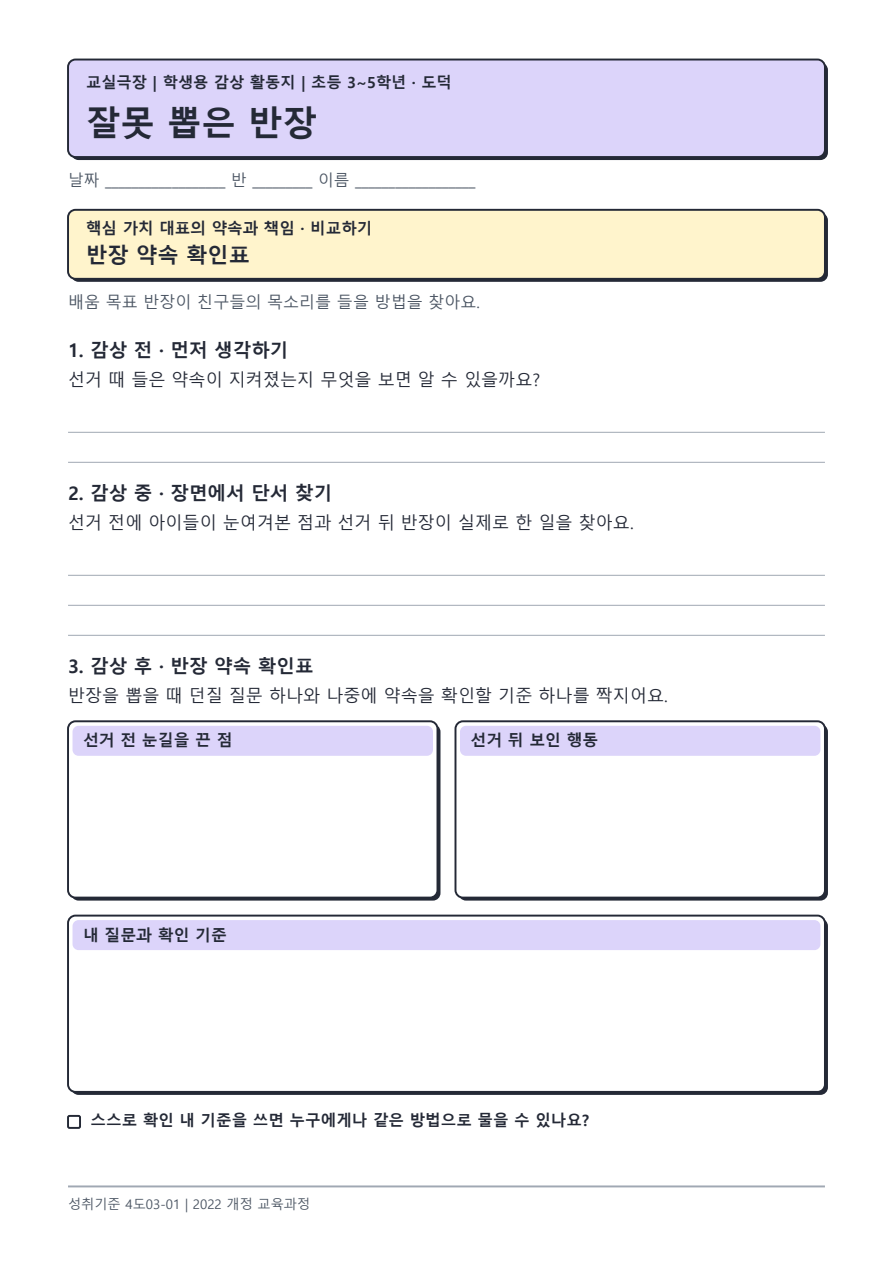 교실극장 | 학생용 감상 활동지 | 초등 3~5학년 · 도덕
잘못 뽑은 반장
날짜 ______________ 반 _______ 이름 ______________
핵심 가치 대표의 약속과 책임 · 비교하기
반장 약속 확인표
배움 목표 반장이 친구들의 목소리를 들을 방법을 찾아요.
1. 감상 전 · 먼저 생각하기
선거 때 들은 약속이 지켜졌는지 무엇을 보면 알 수 있을까요?
2. 감상 중 · 장면에서 단서 찾기
선거 전에 아이들이 눈여겨본 점과 선거 뒤 반장이 실제로 한 일을 찾아요.
3. 감상 후 · 반장 약속 확인표
반장을 뽑을 때 던질 질문 하나와 나중에 약속을 확인할 기준 하나를 짝지어요.
선거 전 눈길을 끈 점
선거 뒤 보인 행동
내 질문과 확인 기준
스스로 확인 내 기준을 쓰면 누구에게나 같은 방법으로 물을 수 있나요?
성취기준 4도03-01 | 2022 개정 교육과정